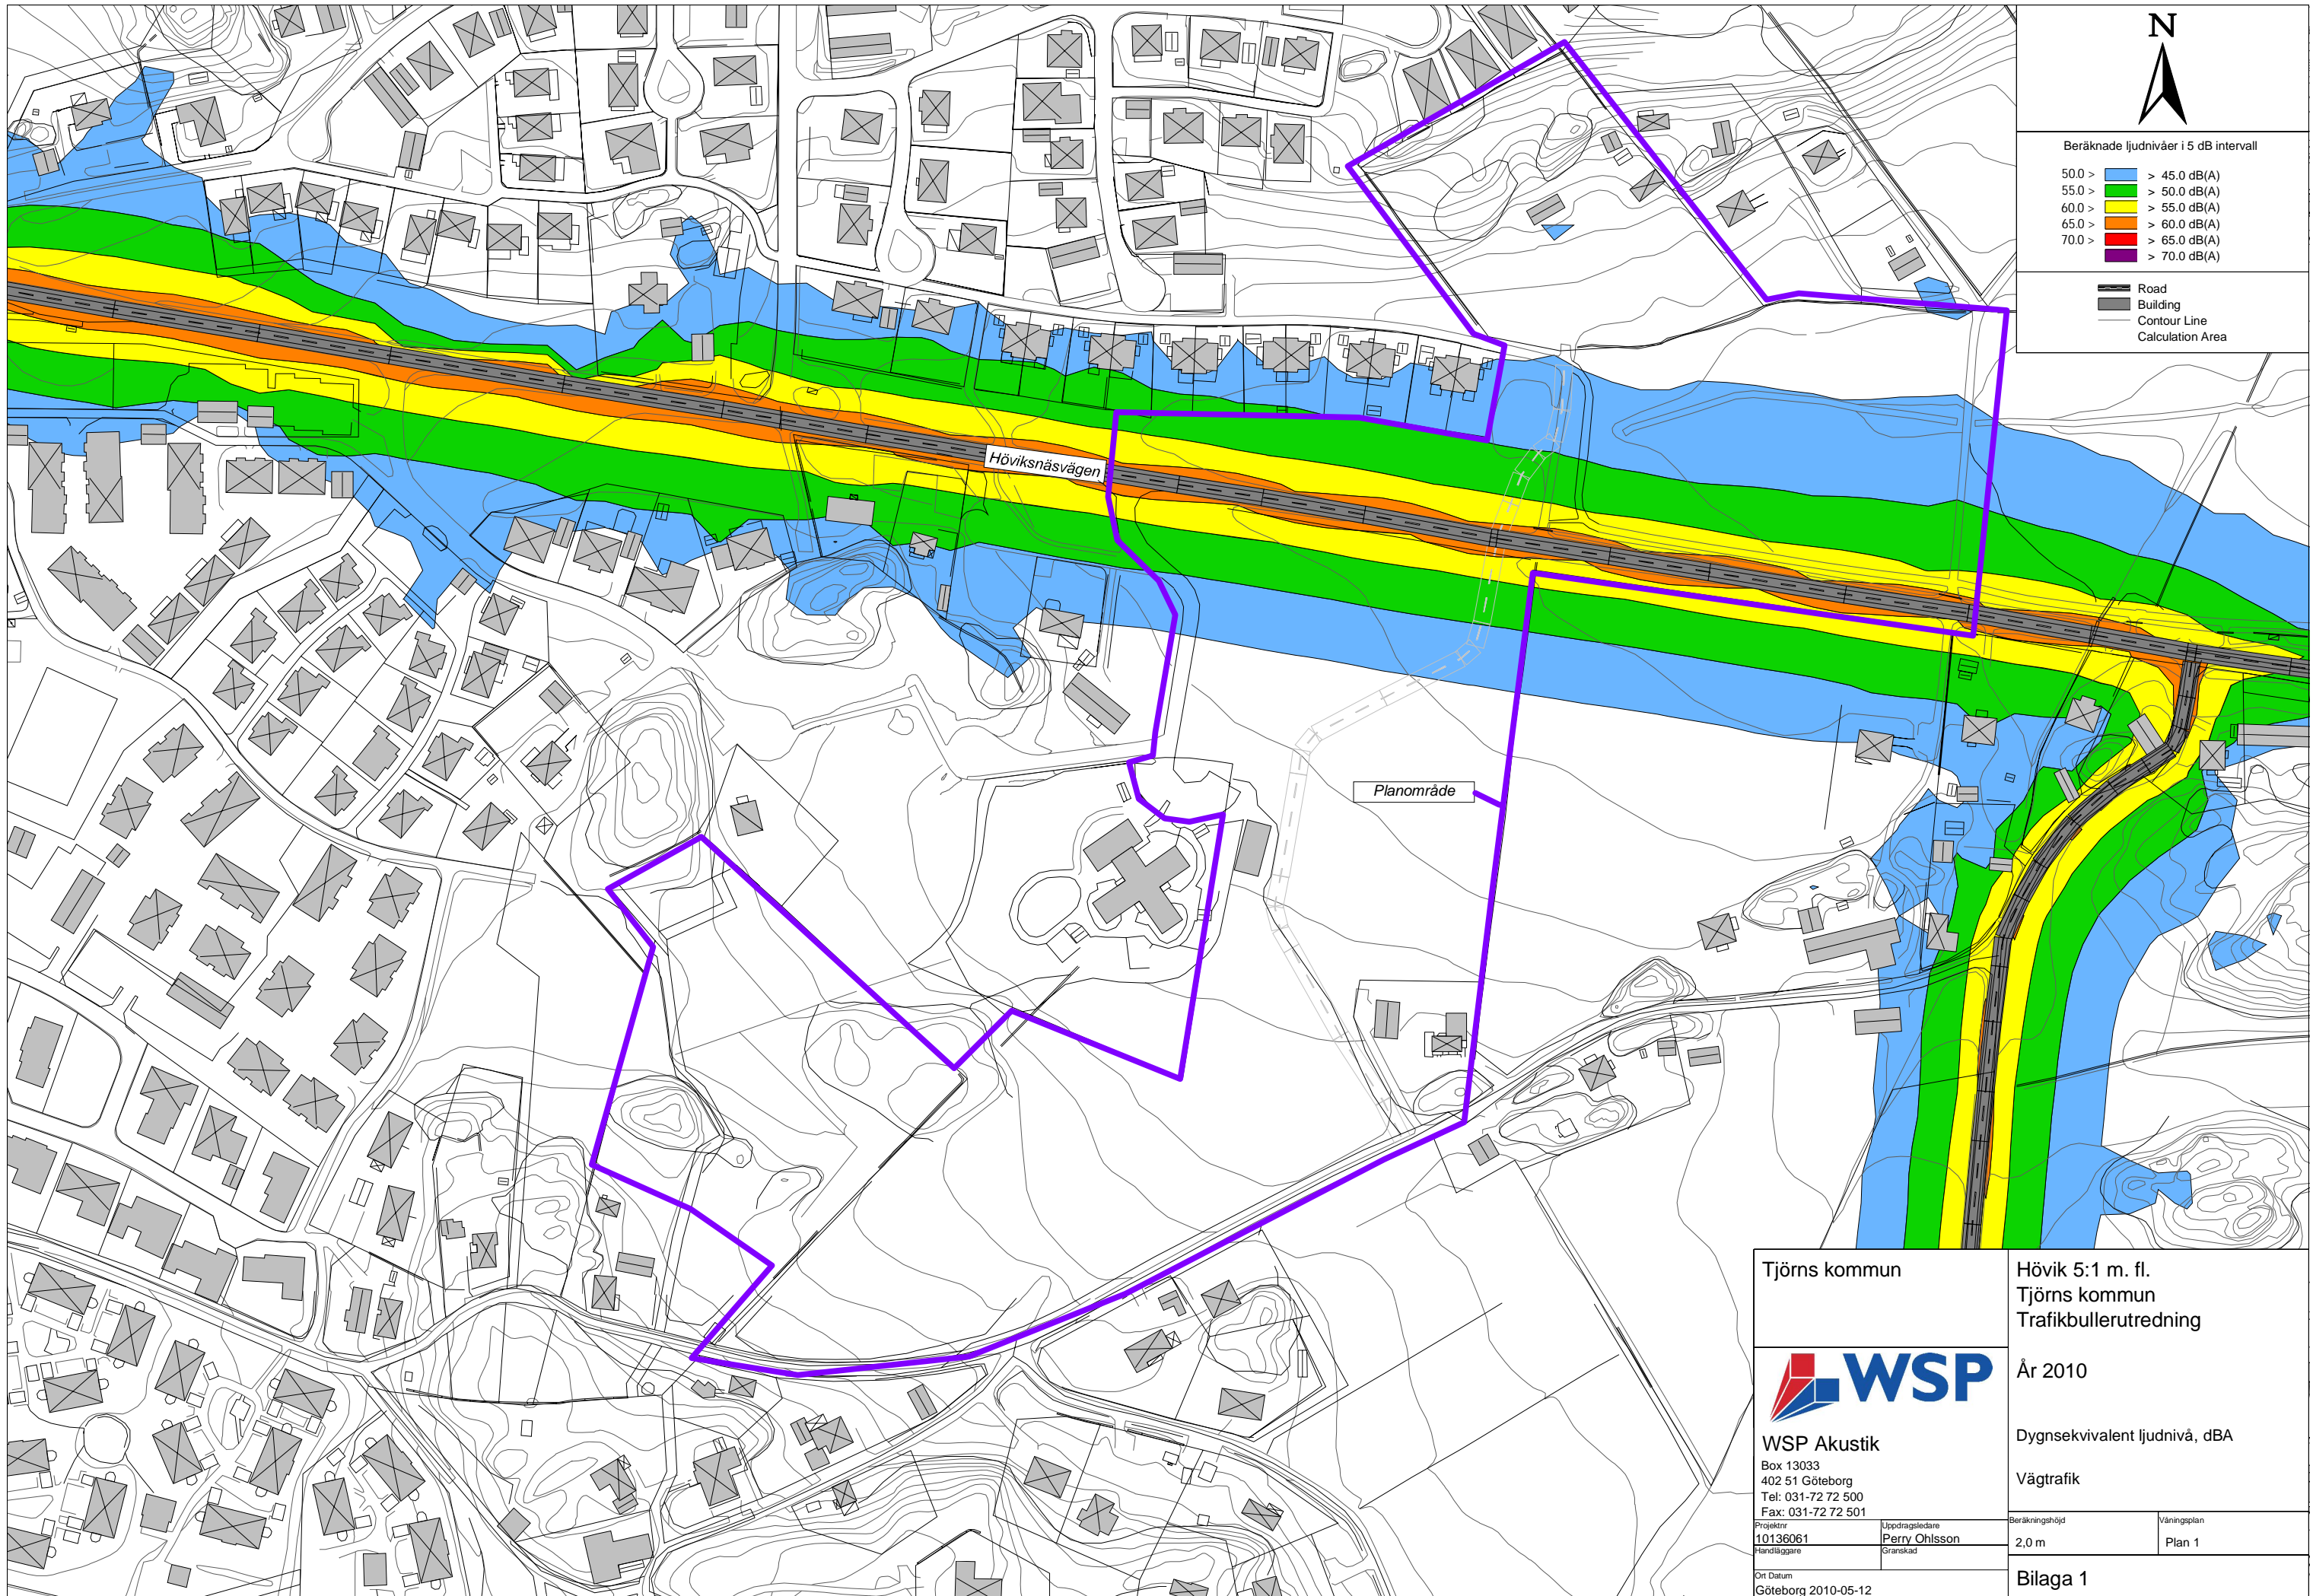 N
Beräknade ljudnivåer i 5 dB intervall
50.0 > > 45.0 dB(A)
55.0 > > 50.0 dB(A)
60.0 > > 55.0 dB(A)
65.0 > > 60.0 dB(A)
70.0 > > 65.0 dB(A)
> 70.0 dB(A)
Road
Building
Contour Line
Calculation Area
Höviksnäsvägen
Planområde
Tjörns kommun
WSP
WSP Akustik
Box 13033
402 51 Göteborg
Tel: 031-72 72 500
Fax: 031-72 72 501
Projektnr
10136061
Uppdragsledare
Perry Ohlsson
Handläggare
Granskad
Ort Datum
Göteborg 2010-05-12
Hövik 5:1 m. fl.
Tjörns kommun
Trafikbullerutredning
År 2010
Dygnsekvivalent ljudnivå, dBA
Vägtrafik
Beräkningshöjd
2,0 m
Våningsplan
Plan 1
Bilaga 1